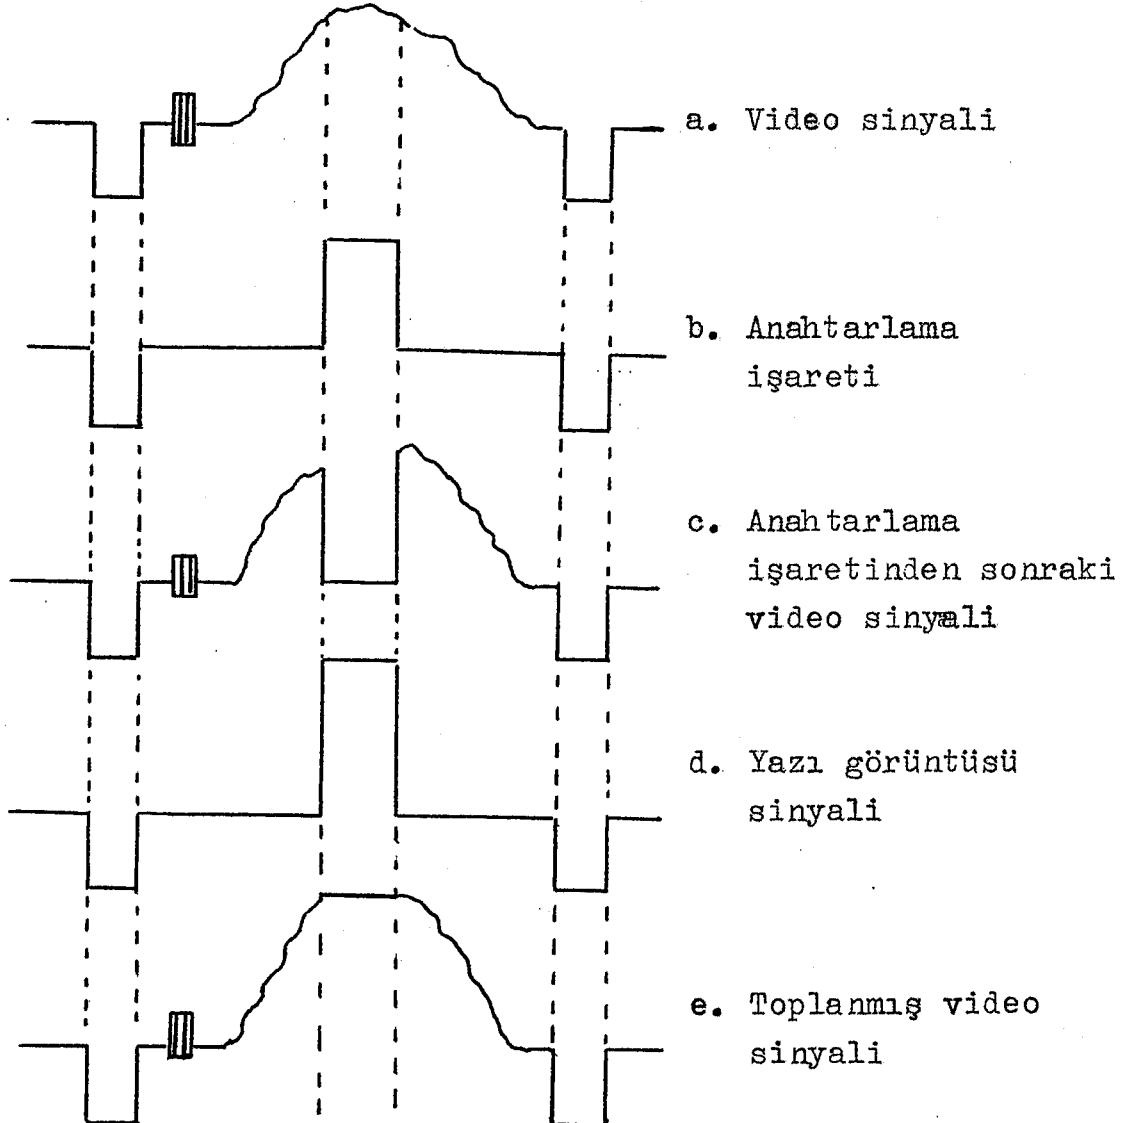 a. Video sinyali
b. Anahtarlama
işareti
c. Anahtarlama
işaretinden sonraki
video sinyali
d. Yazı görüntüsü
sinyali
e. Toplanmış video
sinyali